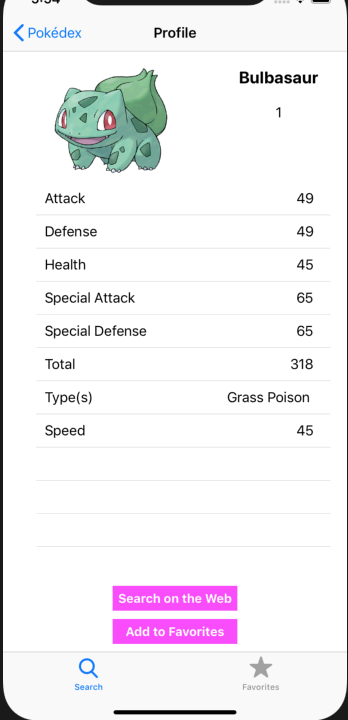 Pokédex
Profile
Bulbasaur
1
Attack 49
Defense 49
Health 45
Special Attack 65
Special Defense 65
Total 318
Type(s) Grass Poison
Speed 45
Search on the Web
Add to Favorites
Search
Favorites